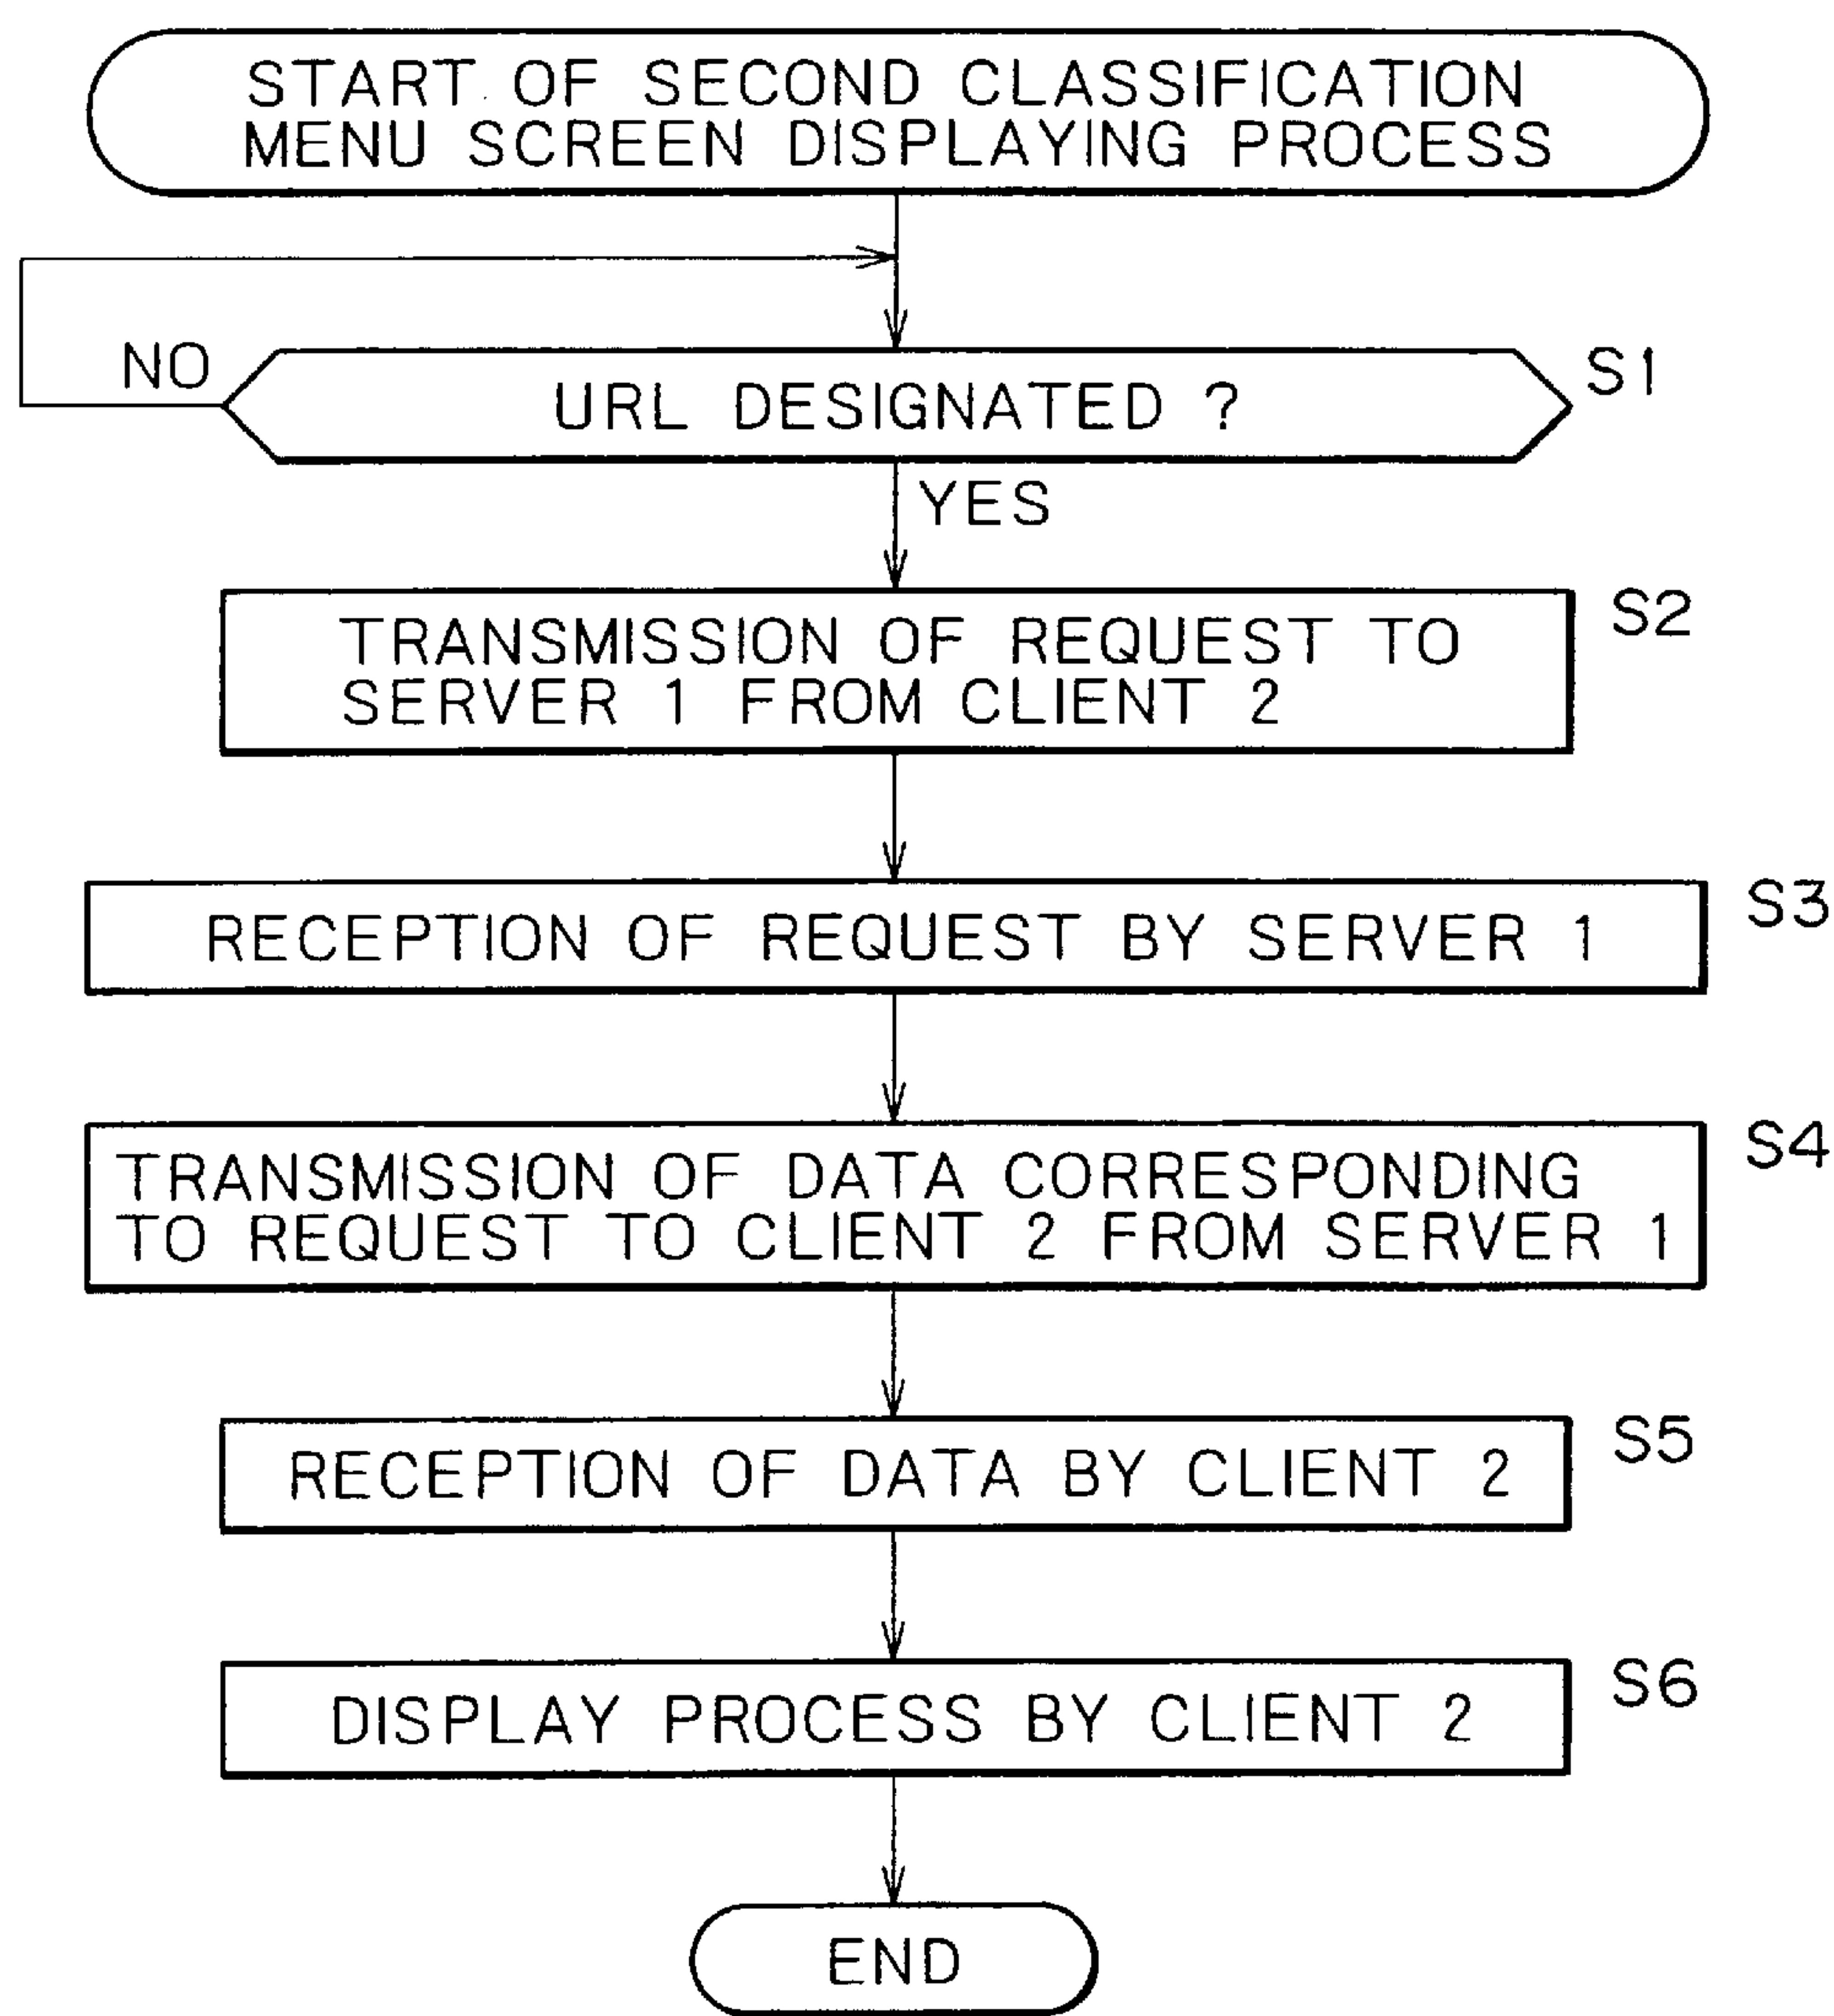 START OF SECOND CLASSIFICATION
MENU SCREEN DISPLAYING PROCESS
NO
URL DESIGNATED ?
S1
YES
TRANSMISSION OF REQUEST TO
SERVER 1 FROM CLIENT 2
S2
RECEPTION OF REQUEST BY SERVER 1
S3
TRANSMISSION OF DATA CORRESPONDING
TO REQUEST TO CLIENT 2 FROM SERVER 1
S4
RECEPTION OF DATA BY CLIENT 2
S5
DISPLAY PROCESS BY CLIENT 2
S6
END